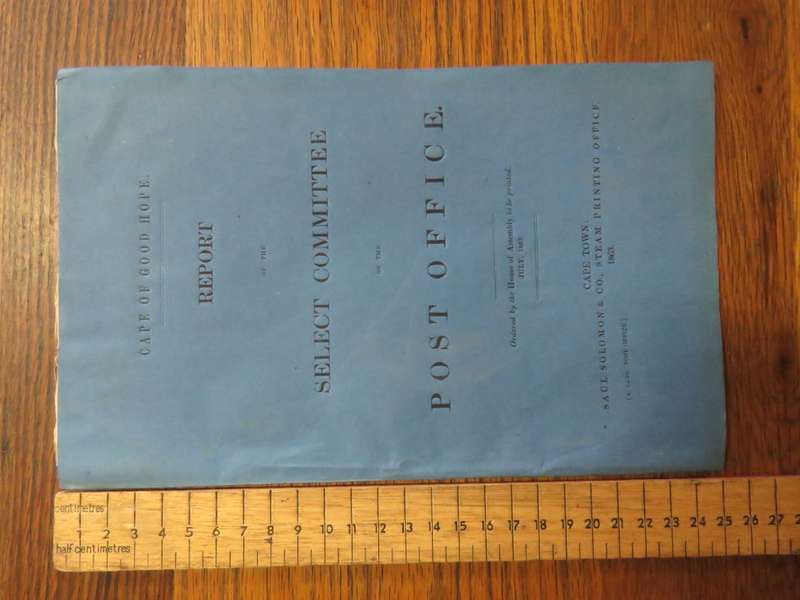 CAPE OF GOOD HOPE.
REPORT
OF THE
SELECT COMMITTEE
ON THE
POST OFFICE.
Ordered by the House of Assembly to be printed.
JULY, 1863.
CAPE TOWN:
SAUL SOLOMON & CO., STEAM PRINTING OFFICE
1863.
centimetres
1 2 3 4 5 6 7 8 9 10 11 12 13 14 15 16 17 18 19 20 21 22 23 24 25 26 27
half centimetres